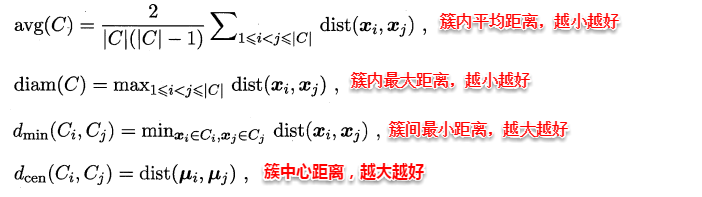 avg(C) = 2/(|C|(|C| − 1)) ∑_{1⩽i<j⩽|C|} dist(x_i, x_j) , 簇内平均距离，越小越好
diam(C) = max_{1⩽i<j⩽|C|} dist(x_i, x_j) , 簇内最大距离，越小越好
d_min(C_i, C_j) = min_{x_i∈C_i,x_j∈C_j} dist(x_i, x_j) , 簇间最小距离，越大越好
d_cen(C_i, C_j) = dist(μ_i, μ_j) , 簇中心距离，越大越好